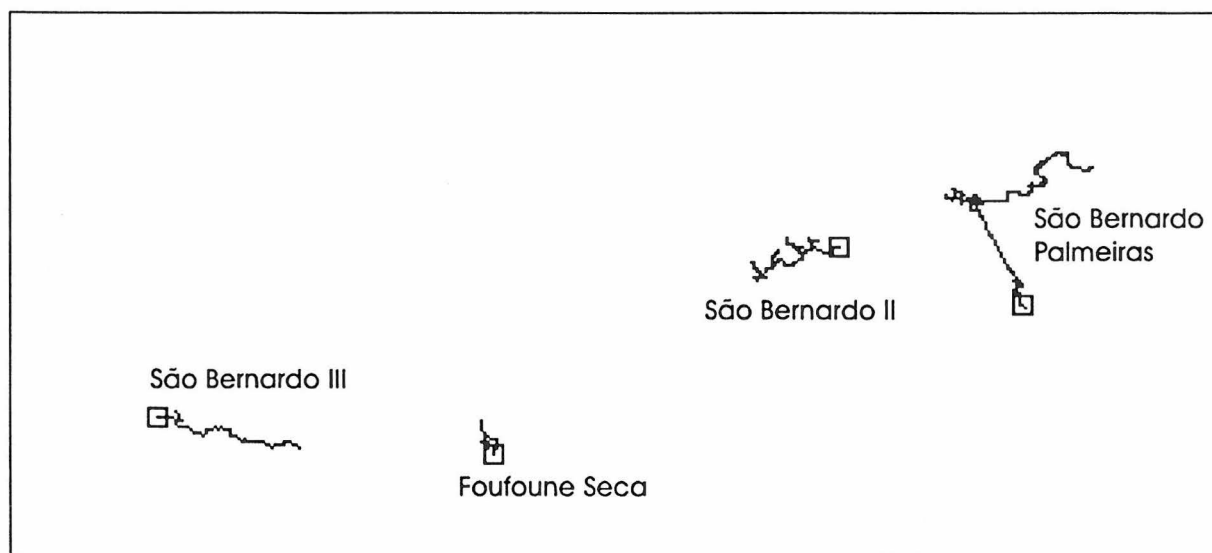 São Bernardo
Palmeiras
São Bernardo II
São Bernardo III
Foufoune Seca